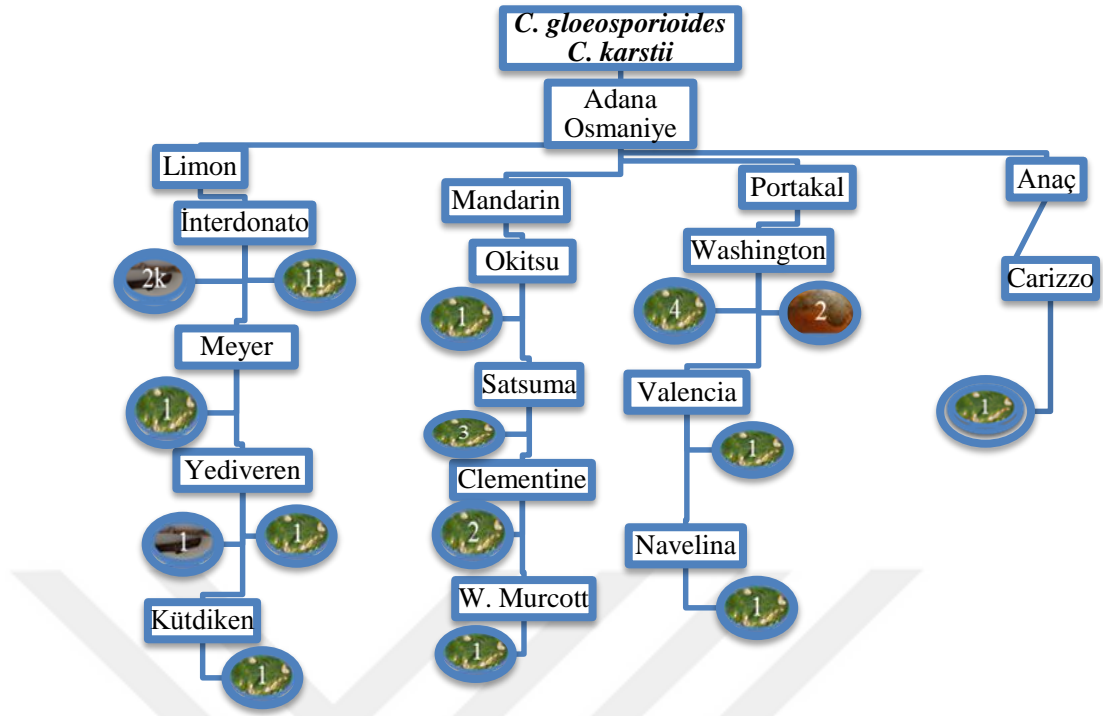 C. gloeosporioides
C. karstii
Adana
Osmaniye
Limon
İnterdonato
2k
11
Meyer
1
Yediveren
1
1
Kütdiken
1
Mandarin
Okitsu
1
Satsuma
3
Clementine
2
W. Murcott
1
Portakal
Washington
4
2
Valencia
1
Navelina
1
Anaç
Carizzo
1